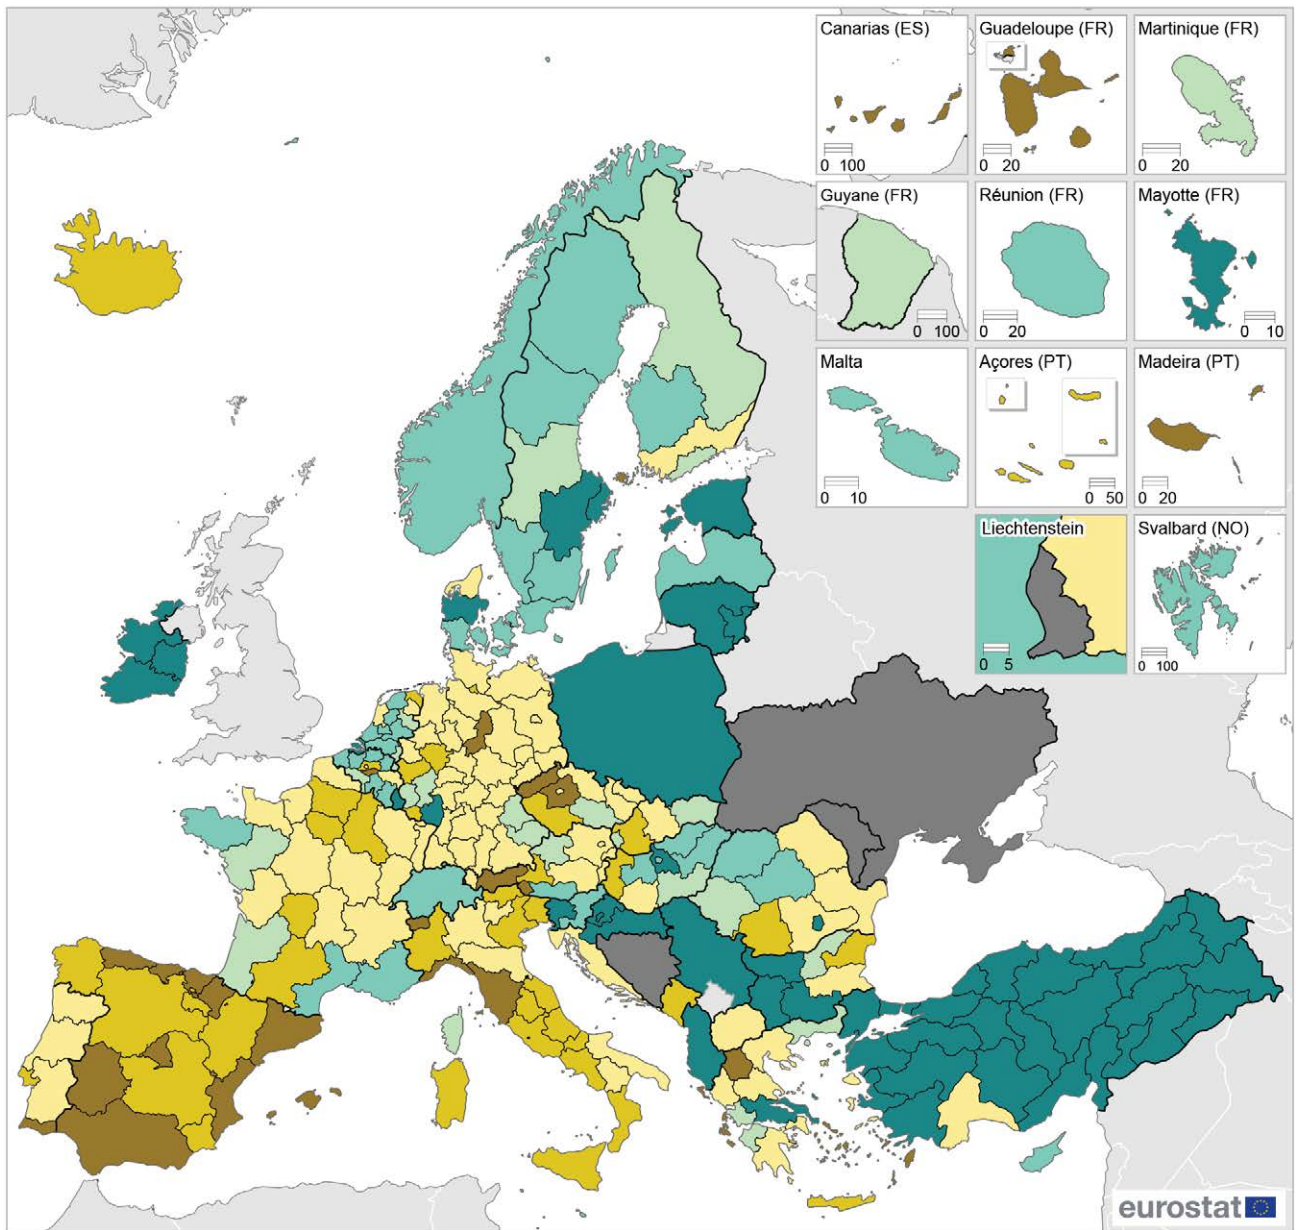 Canarias (ES)
0 100
Guadeloupe (FR)
0 20
Martinique (FR)
0 20
Guyane (FR)
0 100
Réunion (FR)
0 20
Mayotte (FR)
0 10
Malta
0 10
Açores (PT)
0 50
Madeira (PT)
0 20
Liechtenstein
0 5
Svalbard (NO)
0 100
eurostat